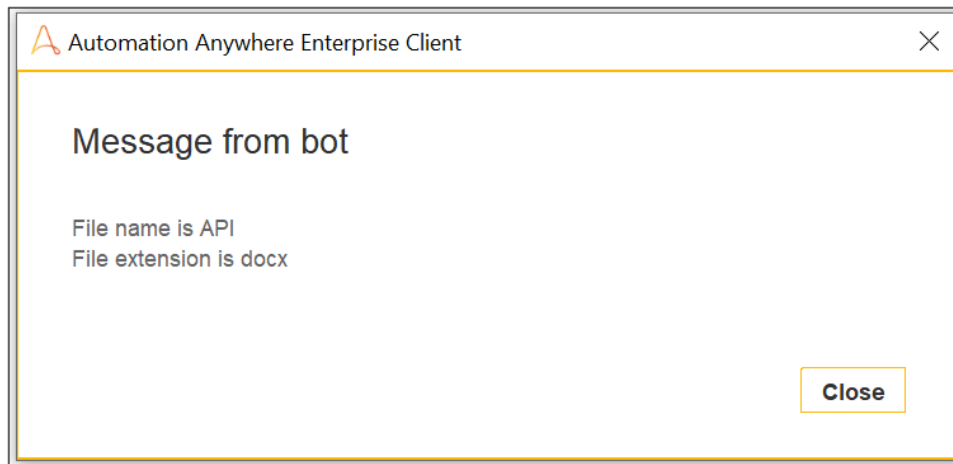 Automation Anywhere Enterprise Client
Message from bot
File name is API
File extension is docx
Close